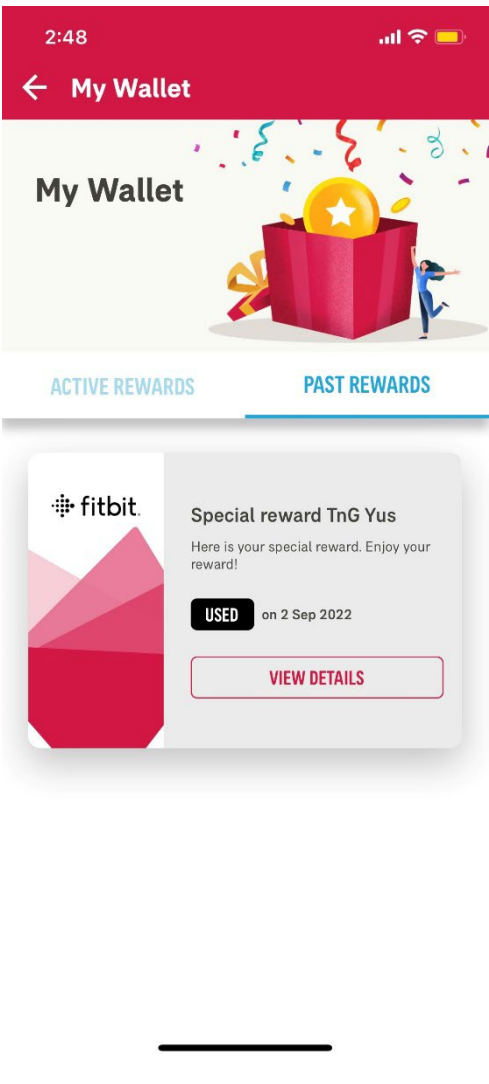 2:48
My Wallet
My Wallet
ACTIVE REWARDS PAST REWARDS
fitbit.
Special reward TnG Yus
Here is your special reward. Enjoy your
reward!
USED on 2 Sep 2022
VIEW DETAILS